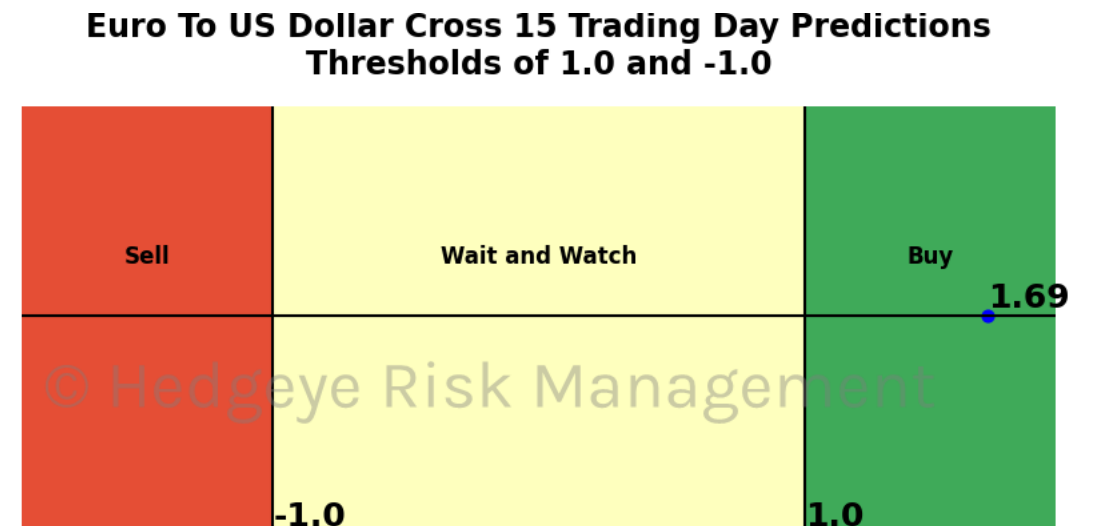 Euro To US Dollar Cross 15 Trading Day Predictions
Thresholds of 1.0 and -1.0
Sell
Wait and Watch
Buy
1.69
© Hedgeye Risk Management
-1.0
1.0